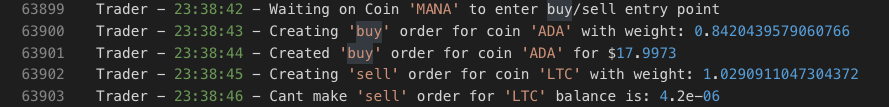 63899 Trader - 23:38:42 - Waiting on Coin 'MANA' to enter buy/sell entry point
63900 Trader - 23:38:43 - Creating 'buy' order for coin 'ADA' with weight: 0.8420439579060766
63901 Trader - 23:38:44 - Created 'buy' order for coin 'ADA' for $17.9973
63902 Trader - 23:38:45 - Creating 'sell' order for coin 'LTC' with weight: 1.0290911047304372
63903 Trader - 23:38:46 - Cant make 'sell' order for 'LTC' balance is: 4.2e-06